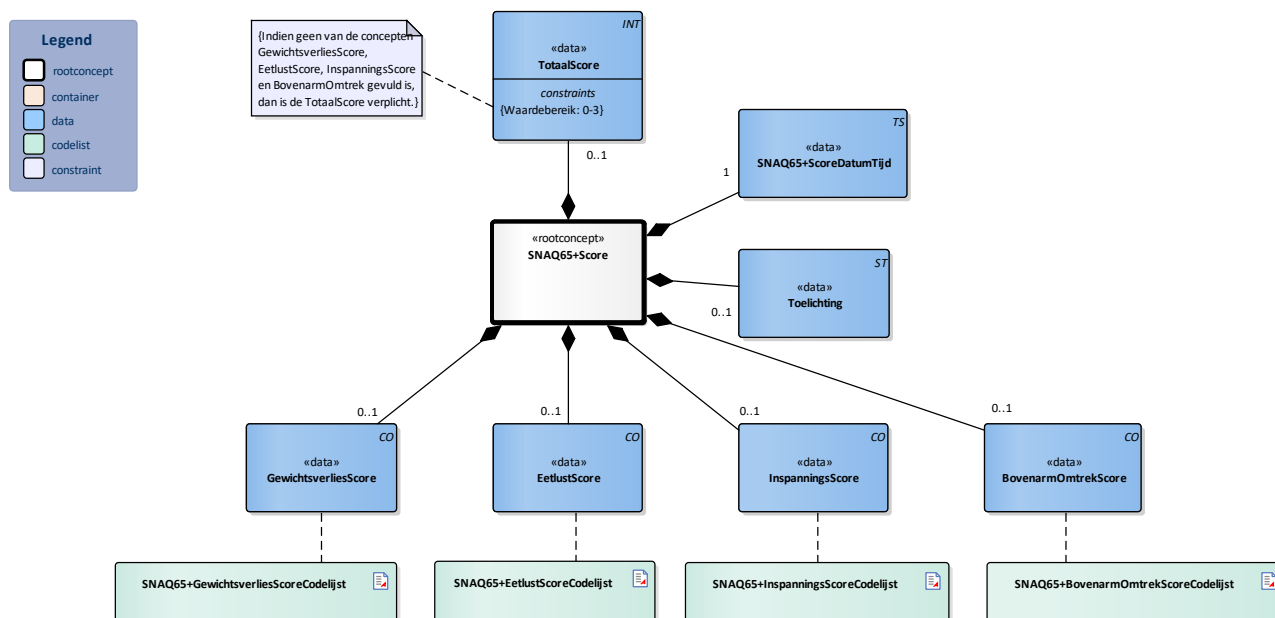 Legend
rootconcept
container
data
codelist
constraint
{Indien geen van de concepten
GewichtsverliesScore,
EetlustScore, InspanningsScore
en BovenarmOmtrek gevuld is,
dan is de TotaalScore verplicht.}
INT
«data»
TotaalScore
constraints
{Waardebereik: 0-3}
0..1
TS
«data»
SNAQ65+ScoreDatumTijd
1
«rootconcept»
SNAQ65+Score
ST
«data»
Toelichting
0..1
0..1
0..1
0..1
0..1
CO
«data»
GewichtsverliesScore
CO
«data»
EetlustScore
CO
«data»
InspanningsScore
CO
«data»
BovenarmOmtrekScore
SNAQ65+GewichtsverliesScoreCodelijst
SNAQ65+EetlustScoreCodelijst
SNAQ65+InspanningsScoreCodelijst
SNAQ65+BovenarmOmtrekScoreCodelijst